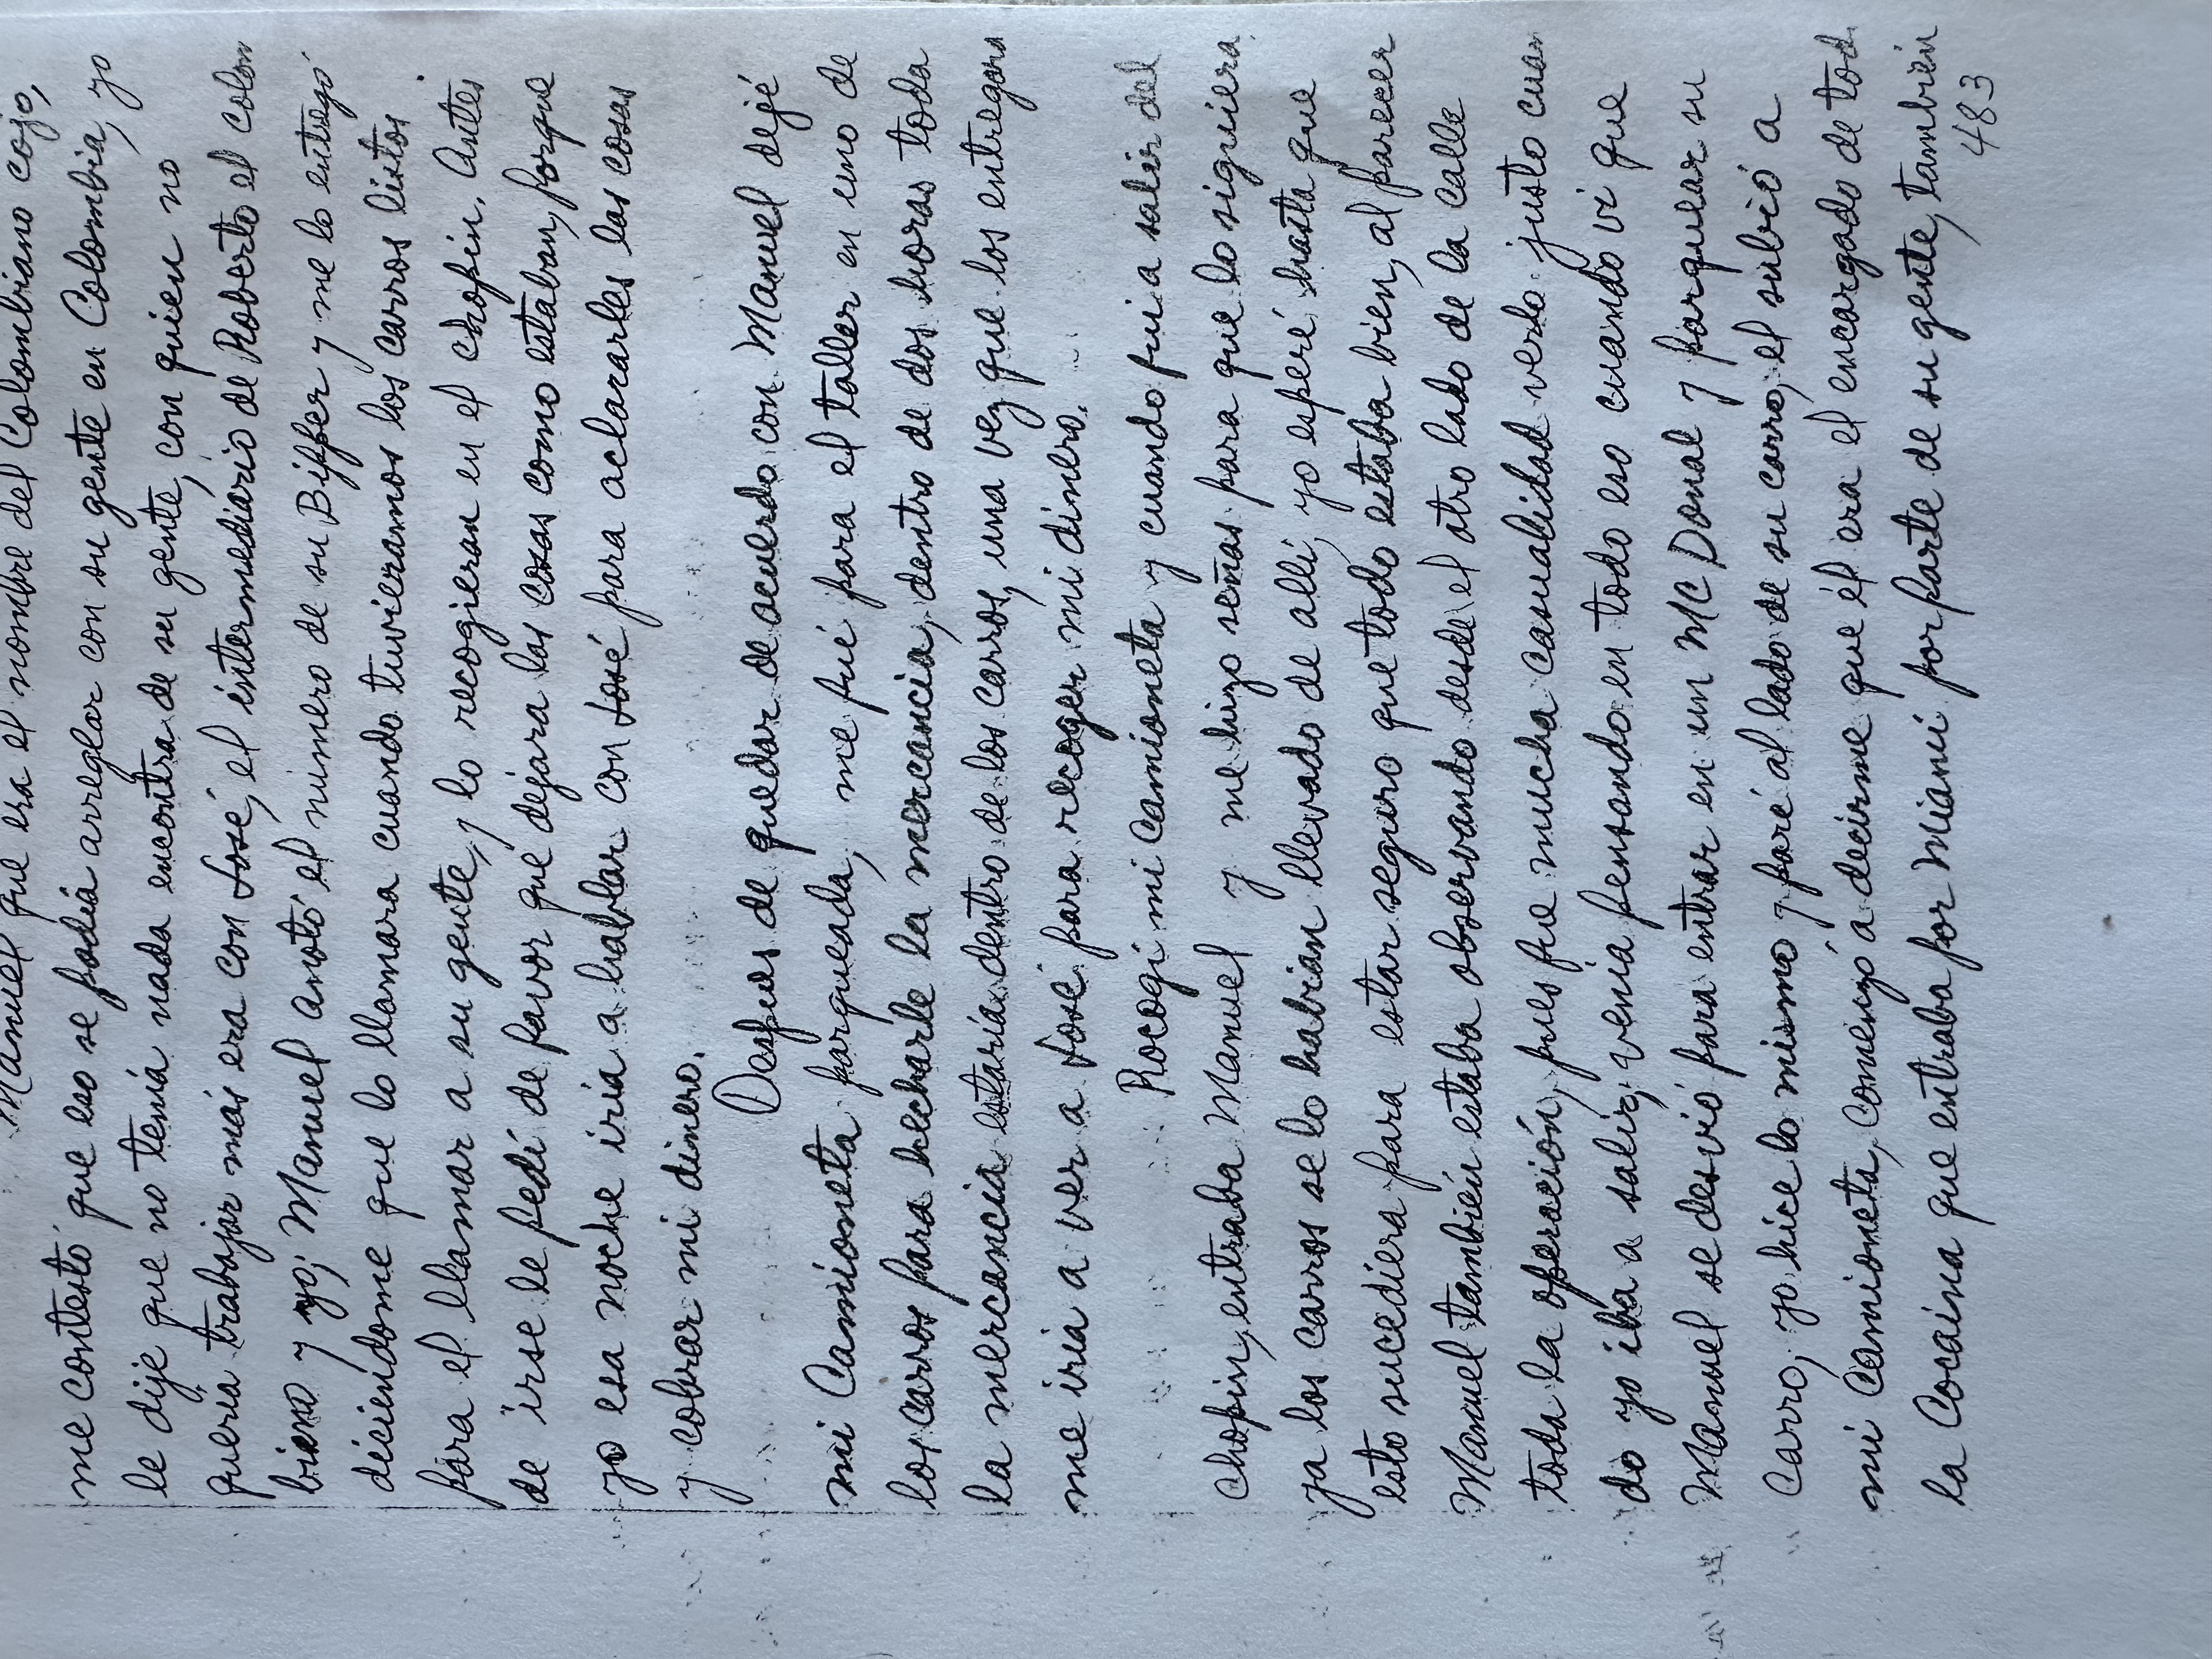 Manuel que era el nombre del Colombiano cojo,
me contestó que eso se podia arreglar con su gente en Colombia, yo
le dije que no tenía nada encontra de su gente, con quien no
quería trabajar más era con José, el intermediario de Roberto el colom
biano y yo; Manuel anotó el numero de su Bipper y me lo entregó
diciendome que lo llamara cuando tuvieramos los carros listos
para el llamar a su gente, y lo recogieran en el chopin. Antes
de irse le pedí de favor que dejara las cosas como estaban, porque
yo esa noche iria a hablar con José para aclararles las cosas
y cobrar mi dinero.
Despues de quedar de acuerdo con Manuel dejé
mi Camioneta parqueada, me fué para el taller en uno de
los carros para hecharle la mercancia, dentro de dos horas toda
la mercancia estaría dentro de los carros, una vez que los entregara
me iria a ver a José para recoger mi dinero.
Rocogi mi camioneta y cuando fui a salir del
chopin, entraba Manuel y me hizo señas para que lo siguiera,
ya los carros se lo habian llevado de alli, yo esperé hasta que
esto sucediera para estar seguro que todo estaba bien, al parecer
Manuel también estaba observando desde el otro lado de la calle
toda la operación, pues fue mucha casualidad verlo justo cuan
do yo iba a salir, venia pensando en todo eso cuando vi que
Manuel se desvió para entrar en un MC Donal y parquear su
carro, yo hice lo mismo y paré al lado de su carro, el subió a
mi camioneta, comenzó a decirme que él era el encargado de tod
la Cocaina que entraba por Miami por parte de su gente, también
483